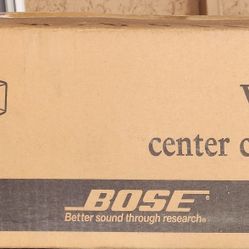 center
BOSE
Better sound through research®